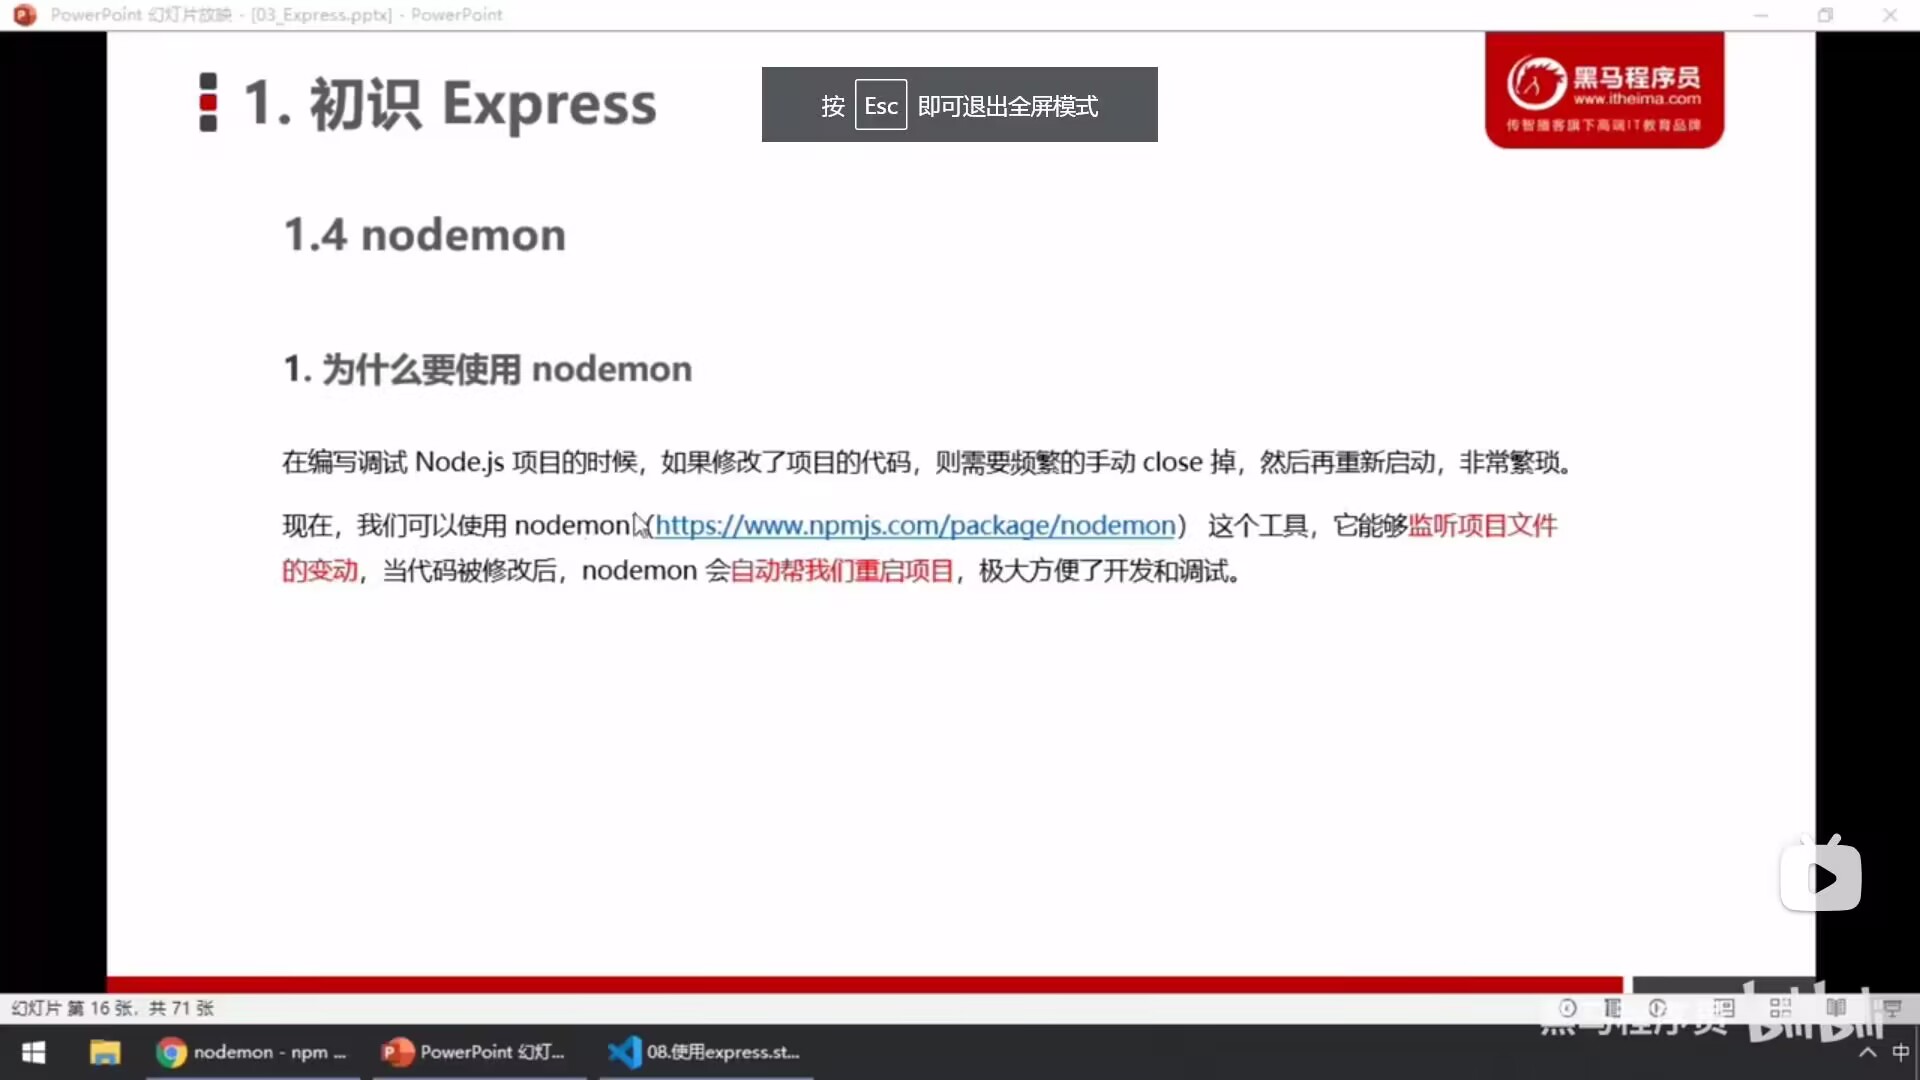 PowerPoint 幻灯片放映 - [03_Express.pptx] - PowerPoint
1. 初识 Express
按 Esc 即可退出全屏模式
黑马程序员
www.itheima.com
传智播客旗下高端IT教育品牌
1.4 nodemon
1. 为什么要使用 nodemon
在编写调试 Node.js 项目的时候，如果修改了项目的代码，则需要频繁的手动 close 掉，然后再重新启动，非常繁琐。
现在，我们可以使用 nodemon（https://www.npmjs.com/package/nodemon） 这个工具，它能够监听项目文件
的变动，当代码被修改后，nodemon 会自动帮我们重启项目，极大方便了开发和调试。
幻灯片 第 16 张，共 71 张
黑马程序员 bilibili
nodemon - npm ...
PowerPoint 幻灯...
08.使用express.st...
中